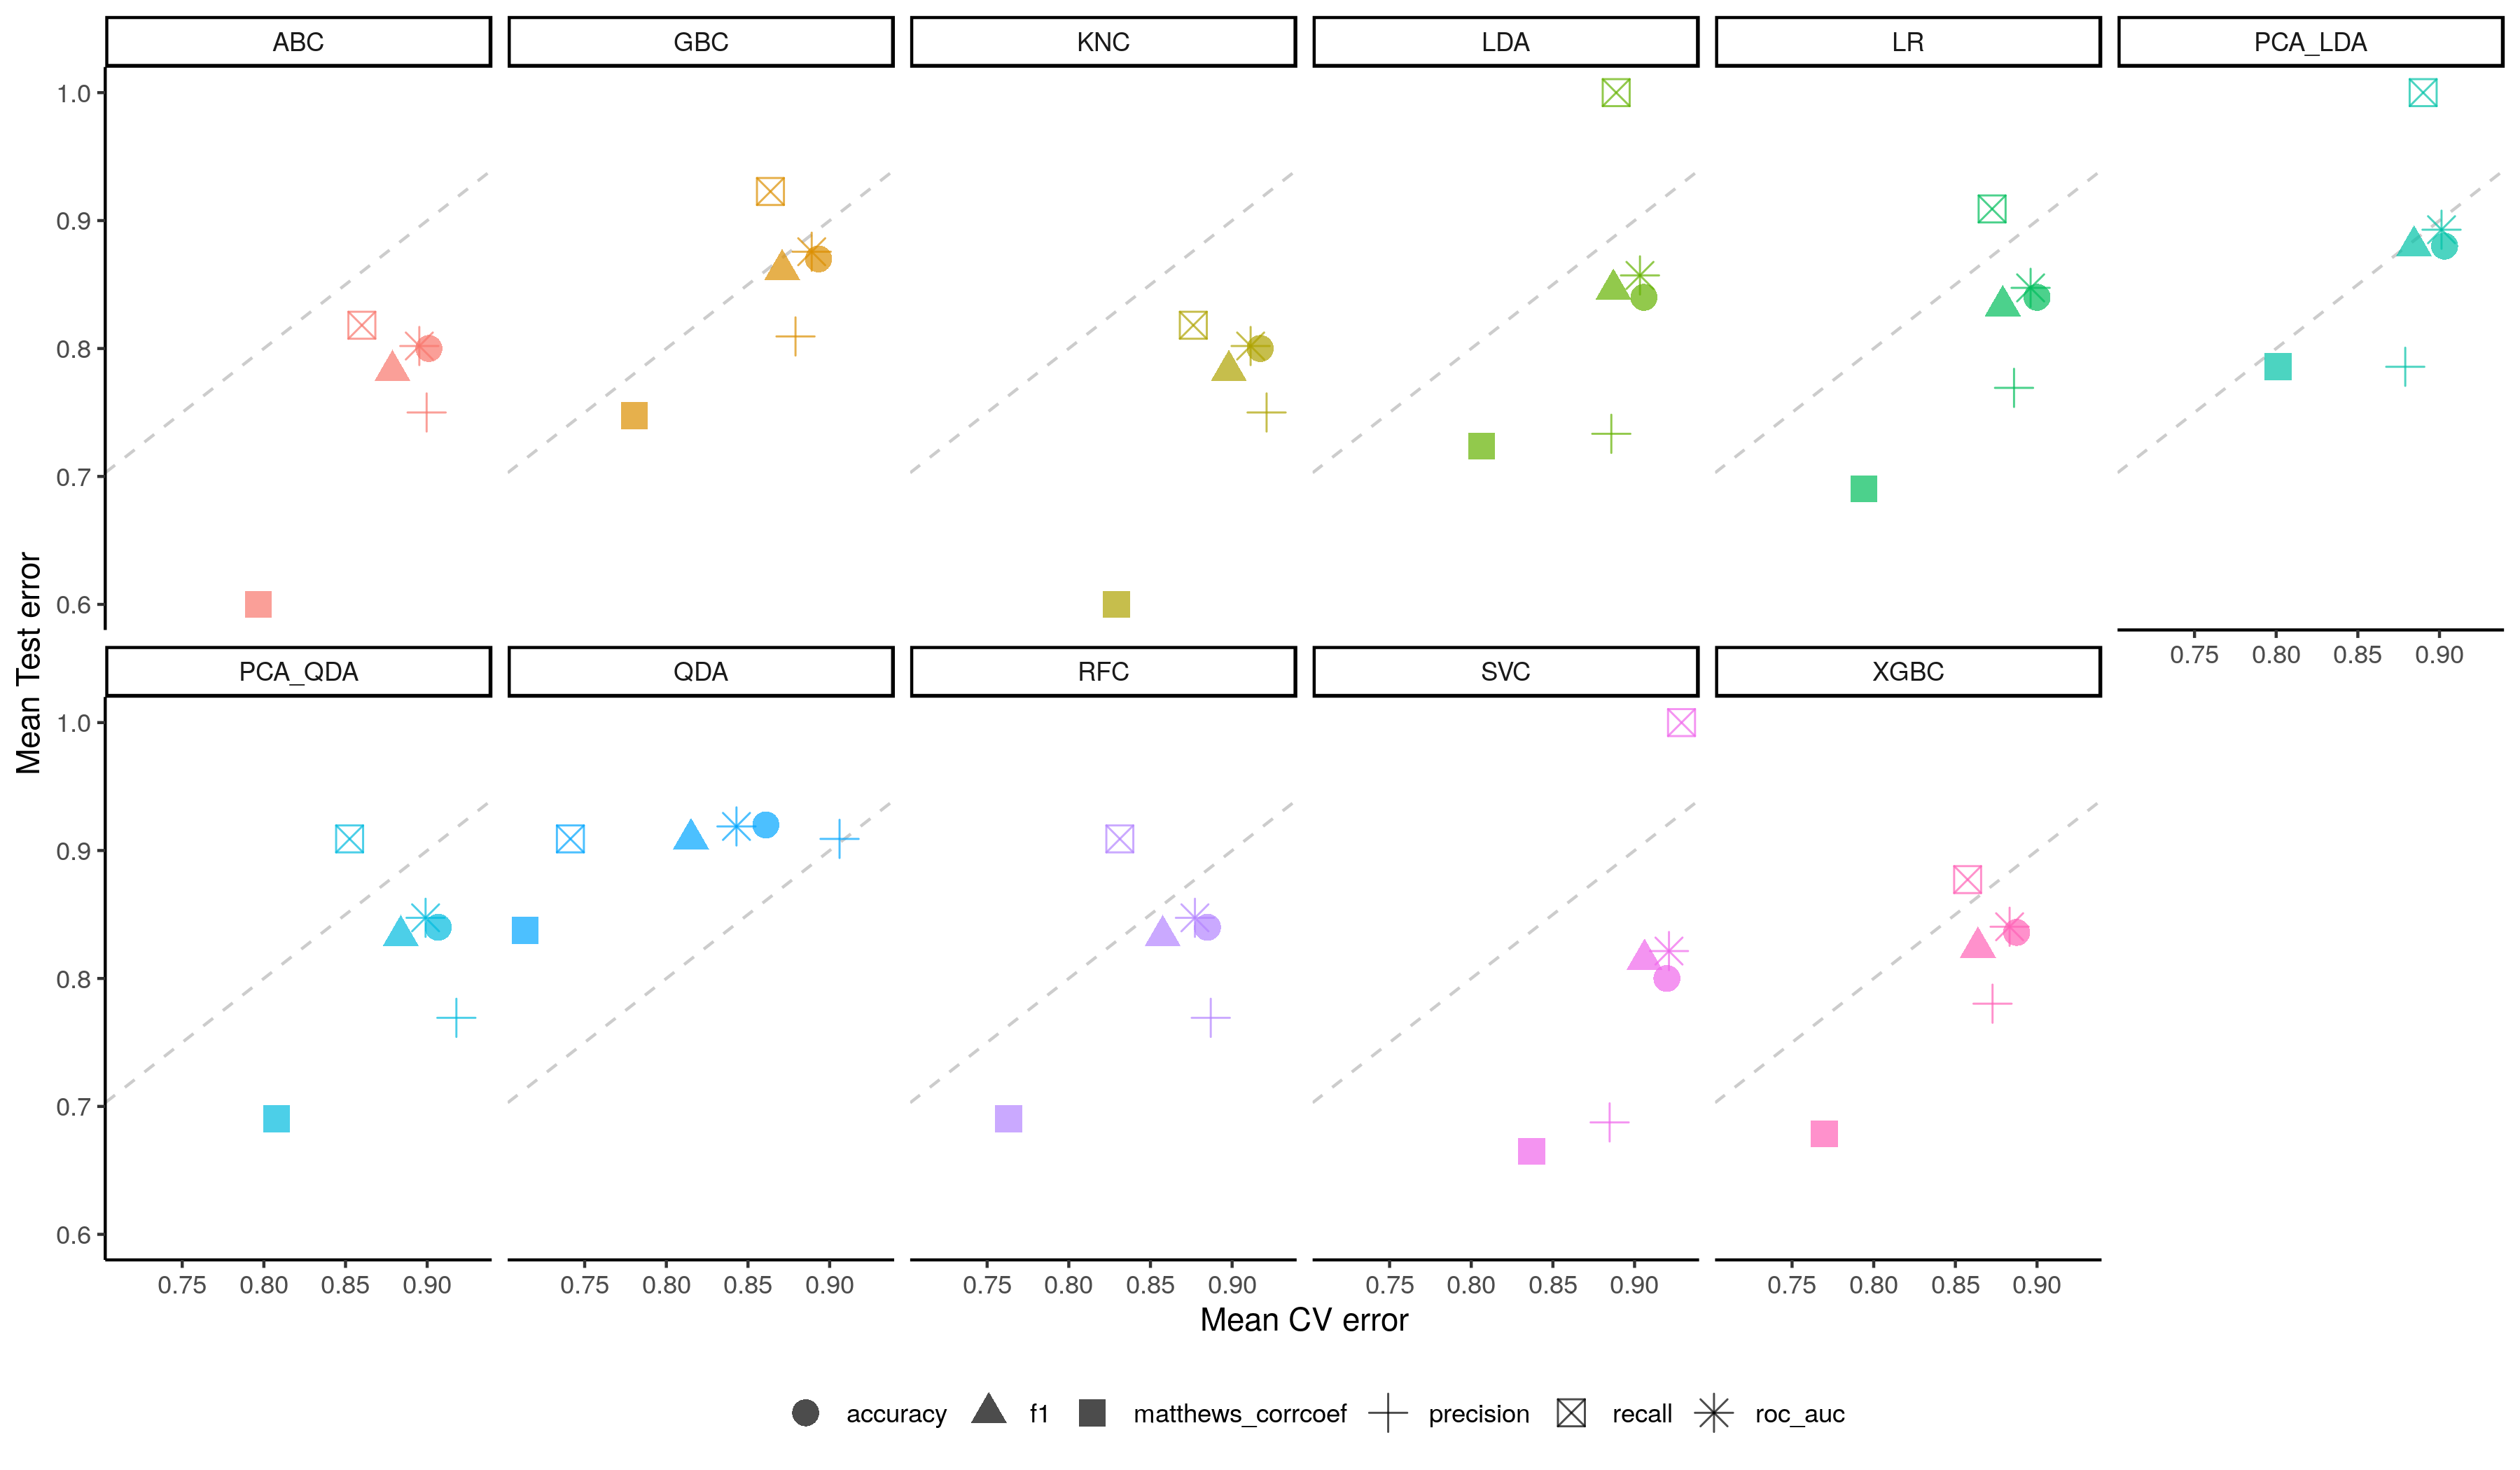 ABC GBC KNC LDA LR PCA_LDA
1.0
0.9
0.8
0.7
0.6
0.75 0.80 0.85 0.90
PCA_QDA QDA RFC SVC XGBC
1.0
0.9
0.8
0.7
0.6
Mean Test error
0.75 0.80 0.85 0.90 0.75 0.80 0.85 0.90 0.75 0.80 0.85 0.90 0.75 0.80 0.85 0.90 0.75 0.80 0.85 0.90
Mean CV error
accuracy f1 matthews_corrcoef precision recall roc_auc